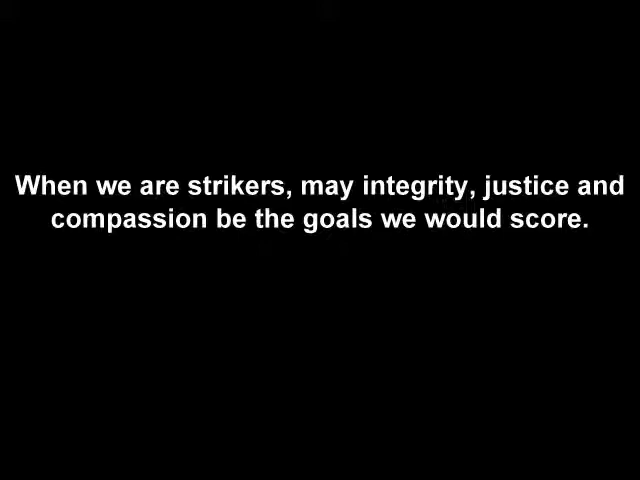 When we are strikers, may integrity, justice and
compassion be the goals we would score.